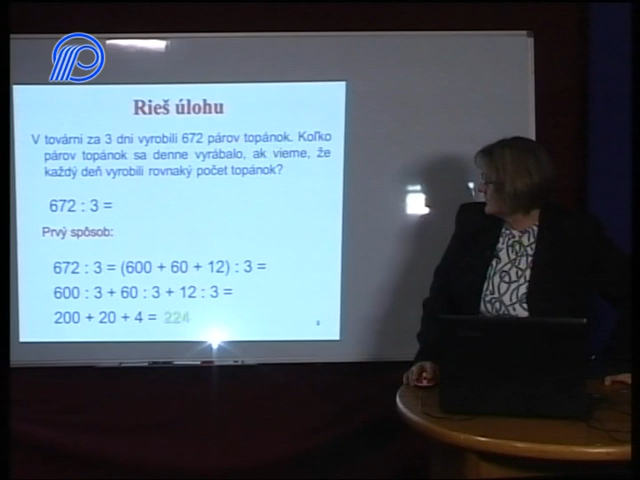 Rieš úlohu
V továrni za 3 dni vyrobili 672 párov topánok. Koľko
párov topánok sa denne vyrábalo, ak vieme, že
každý deň vyrobili rovnaký počet topánok?
672 : 3 =
Prvý spôsob:
672 : 3 = (600 + 60 + 12) : 3 =
600 : 3 + 60 : 3 + 12 : 3 =
200 + 20 + 4 = 224